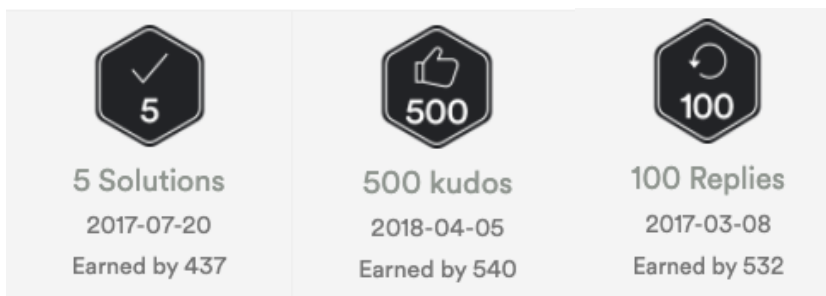 5
5 Solutions
2017-07-20
Earned by 437
500
500 kudos
2018-04-05
Earned by 540
100
100 Replies
2017-03-08
Earned by 532